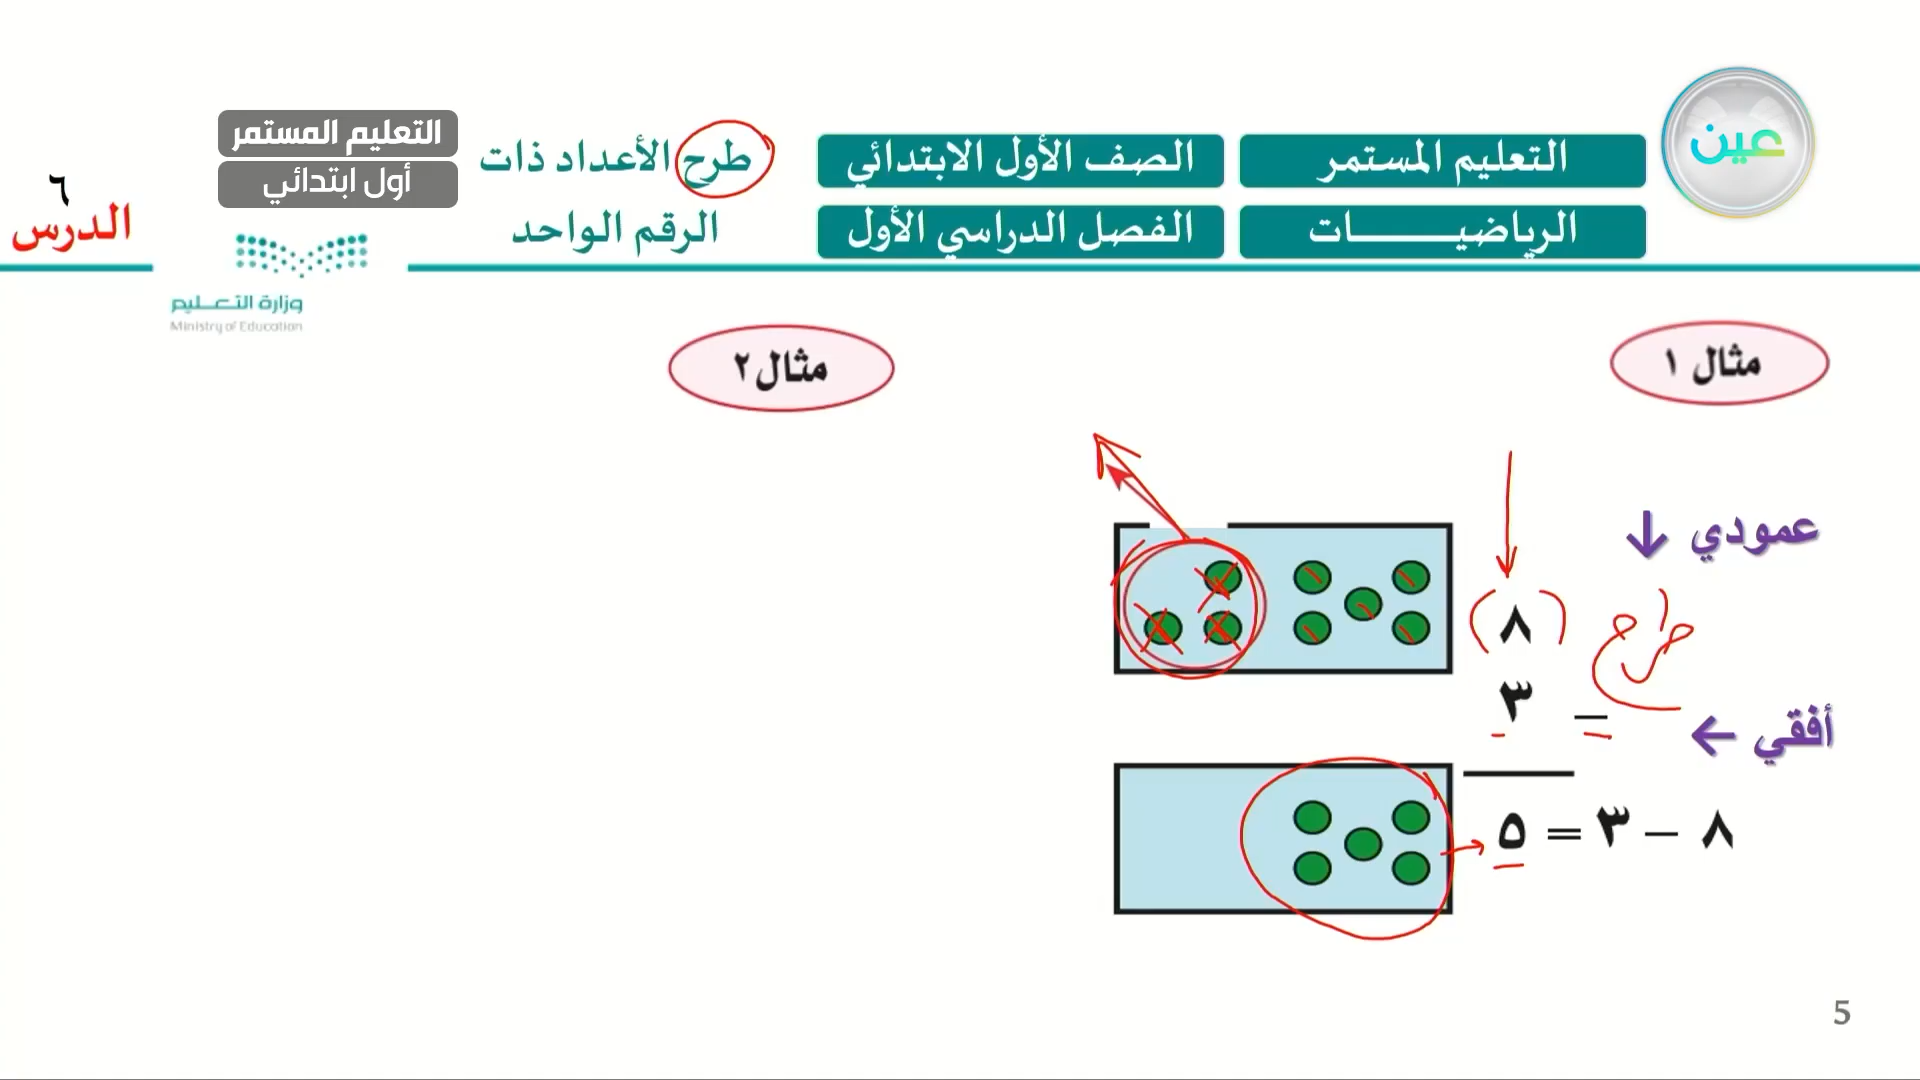 عين
التعليم المستمر
الصف الأول الابتدائي
الرياضيـــــــات
الفصل الدراسي الأول
طرح الأعداد ذات
الرقم الواحد
التعليم المستمر
أول ابتدائي
٦
الدرس
وزارة التعـــليم
Ministry of Education
مثال ١
عمودي ↓
٨
طرح
٣ –
أفقي ←
٨ – ٣ = ٥
مثال ٢
5